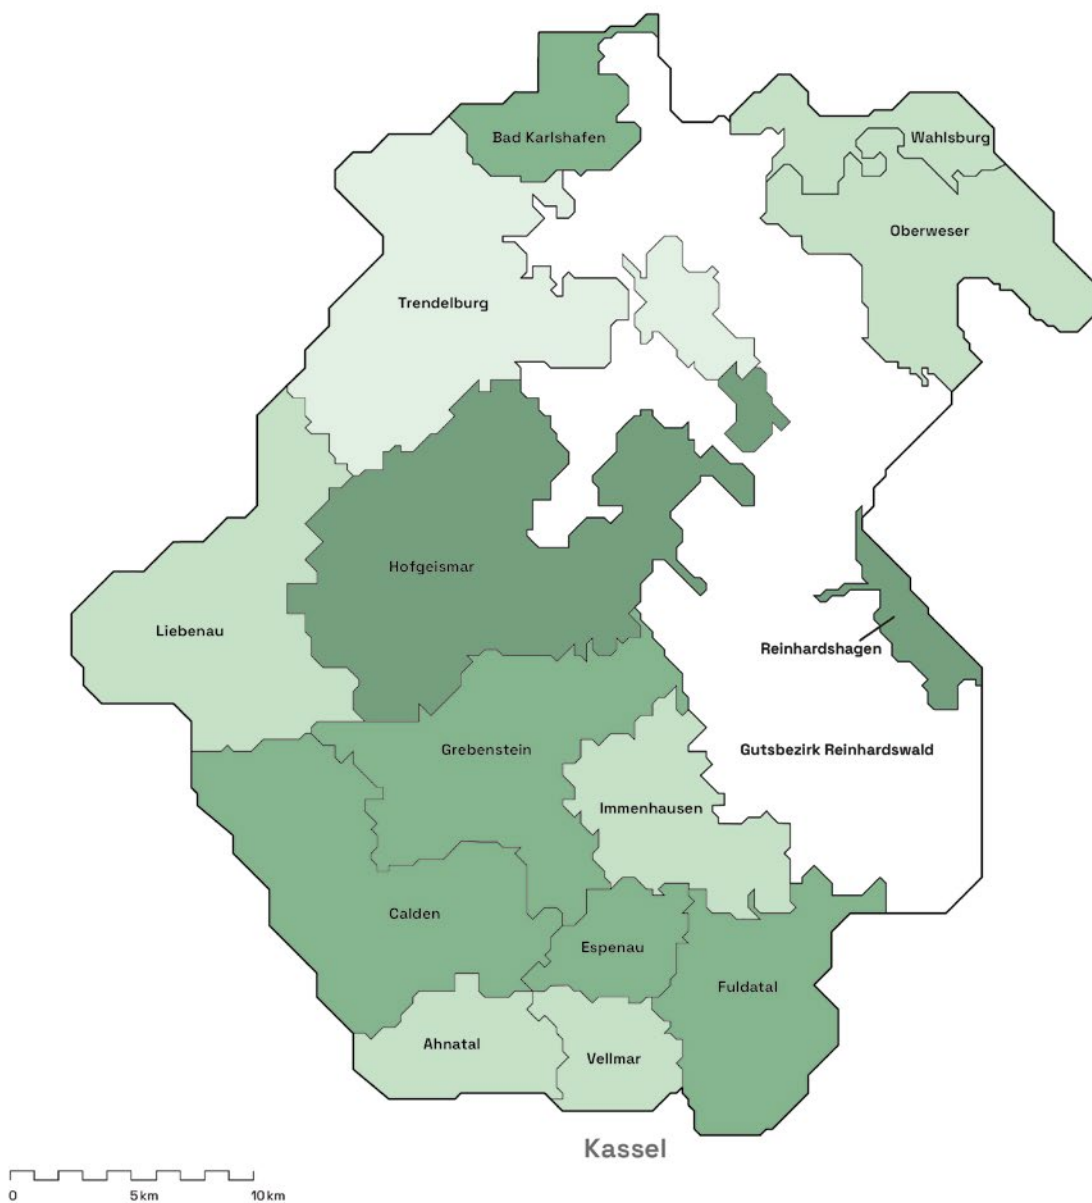 Bad Karlshafen
Wahlsburg
Oberweser
Trendelburg
Hofgeismar
Liebenau
Reinhardshagen
Grebenstein
Gutsbezirk Reinhardswald
Immenhausen
Calden
Espenau
Fuldatal
Ahnatal
Vellmar
Kassel
0 5 km 10 km